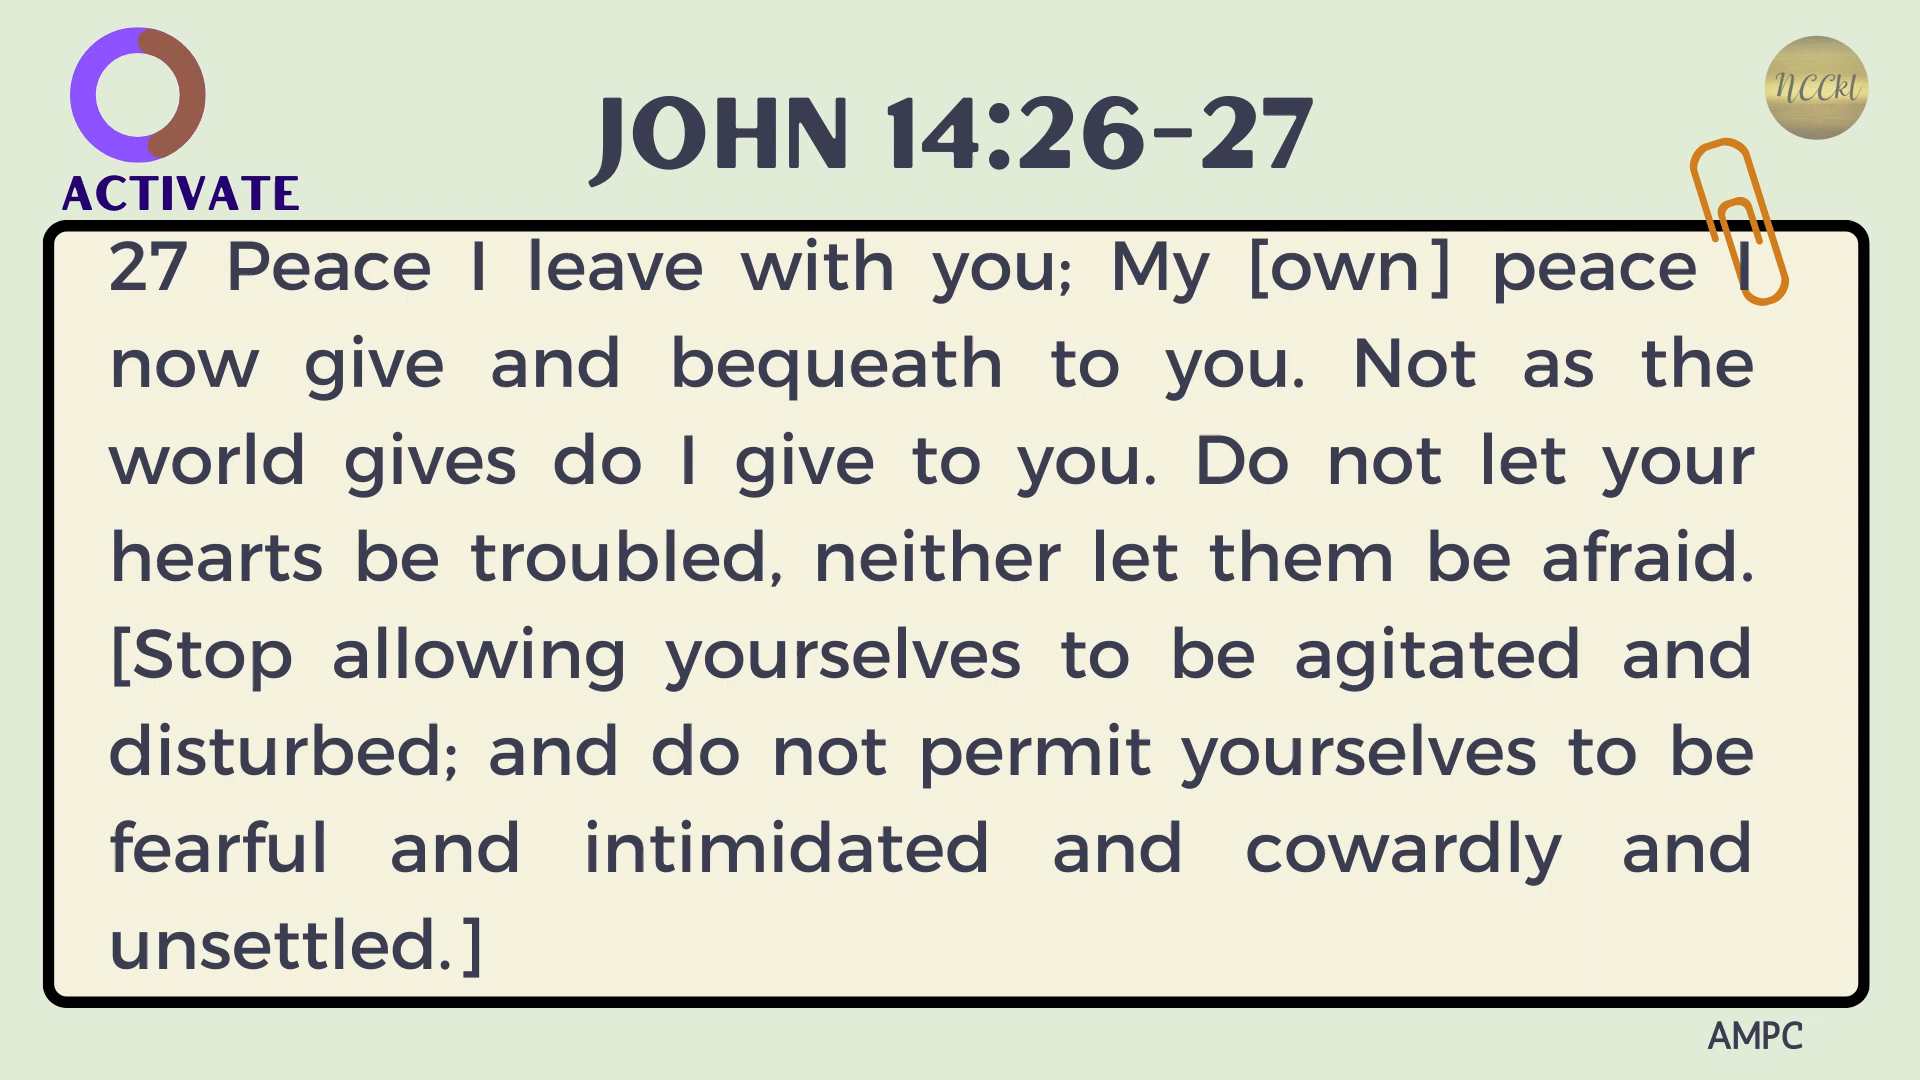 ACTIVATE
JOHN 14:26-27
NCCkl
27 Peace I leave with you; My [own] peace I
now give and bequeath to you. Not as the
world gives do I give to you. Do not let your
hearts be troubled, neither let them be afraid.
[Stop allowing yourselves to be agitated and
disturbed; and do not permit yourselves to be
fearful and intimidated and cowardly and
unsettled.]
AMPC